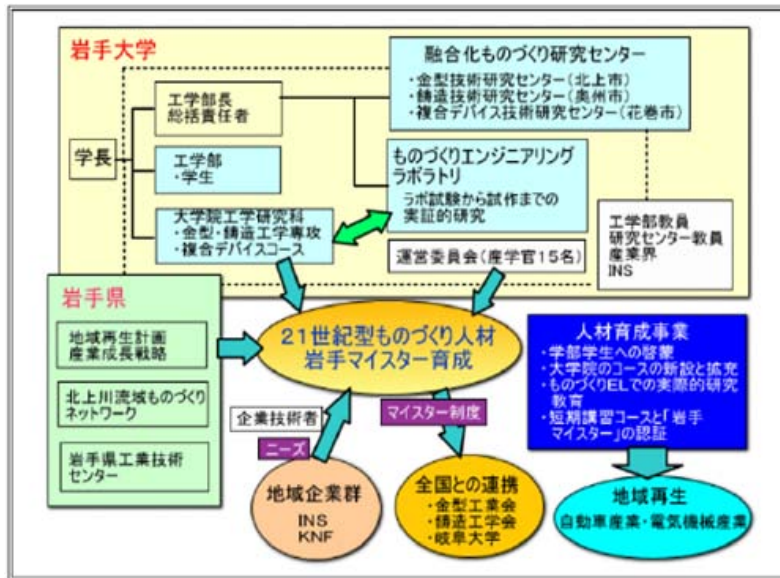 岩手大学
融合化ものづくり研究センター
・金型技術研究センター(北上市)
・鋳造技術研究センター(奥州市)
・複合デバイス技術研究センター(花巻市)
工学部長
総括責任者
学長
工学部
・学生
ものづくりエンジニアリング
ラボラトリ
ラボ試験から試作までの
実証的研究
大学院工学研究科
・金型・鋳造工学専攻
・複合デバイスコース
運営委員会(産学官15名)
工学部教員
研究センター教員
産業界
INS
岩手県
地域再生計画
産業成長戦略
北上川流域ものづくり
ネットワーク
岩手県工業技術
センター
21世紀型ものづくり人材
岩手マイスター育成
人材育成事業
・学部学生への啓蒙
・大学院のコースの新設と拡充
・ものづくりELでの実際的研究
教育
・短期講習コースと「岩手
マイスター」の認証
企業技術者
ニーズ
マイスター制度
地域企業群
INS
KNF
全国との連携
・金型工業会
・鋳造工学会
・岐阜大学
地域再生
自動車産業・電気機械産業